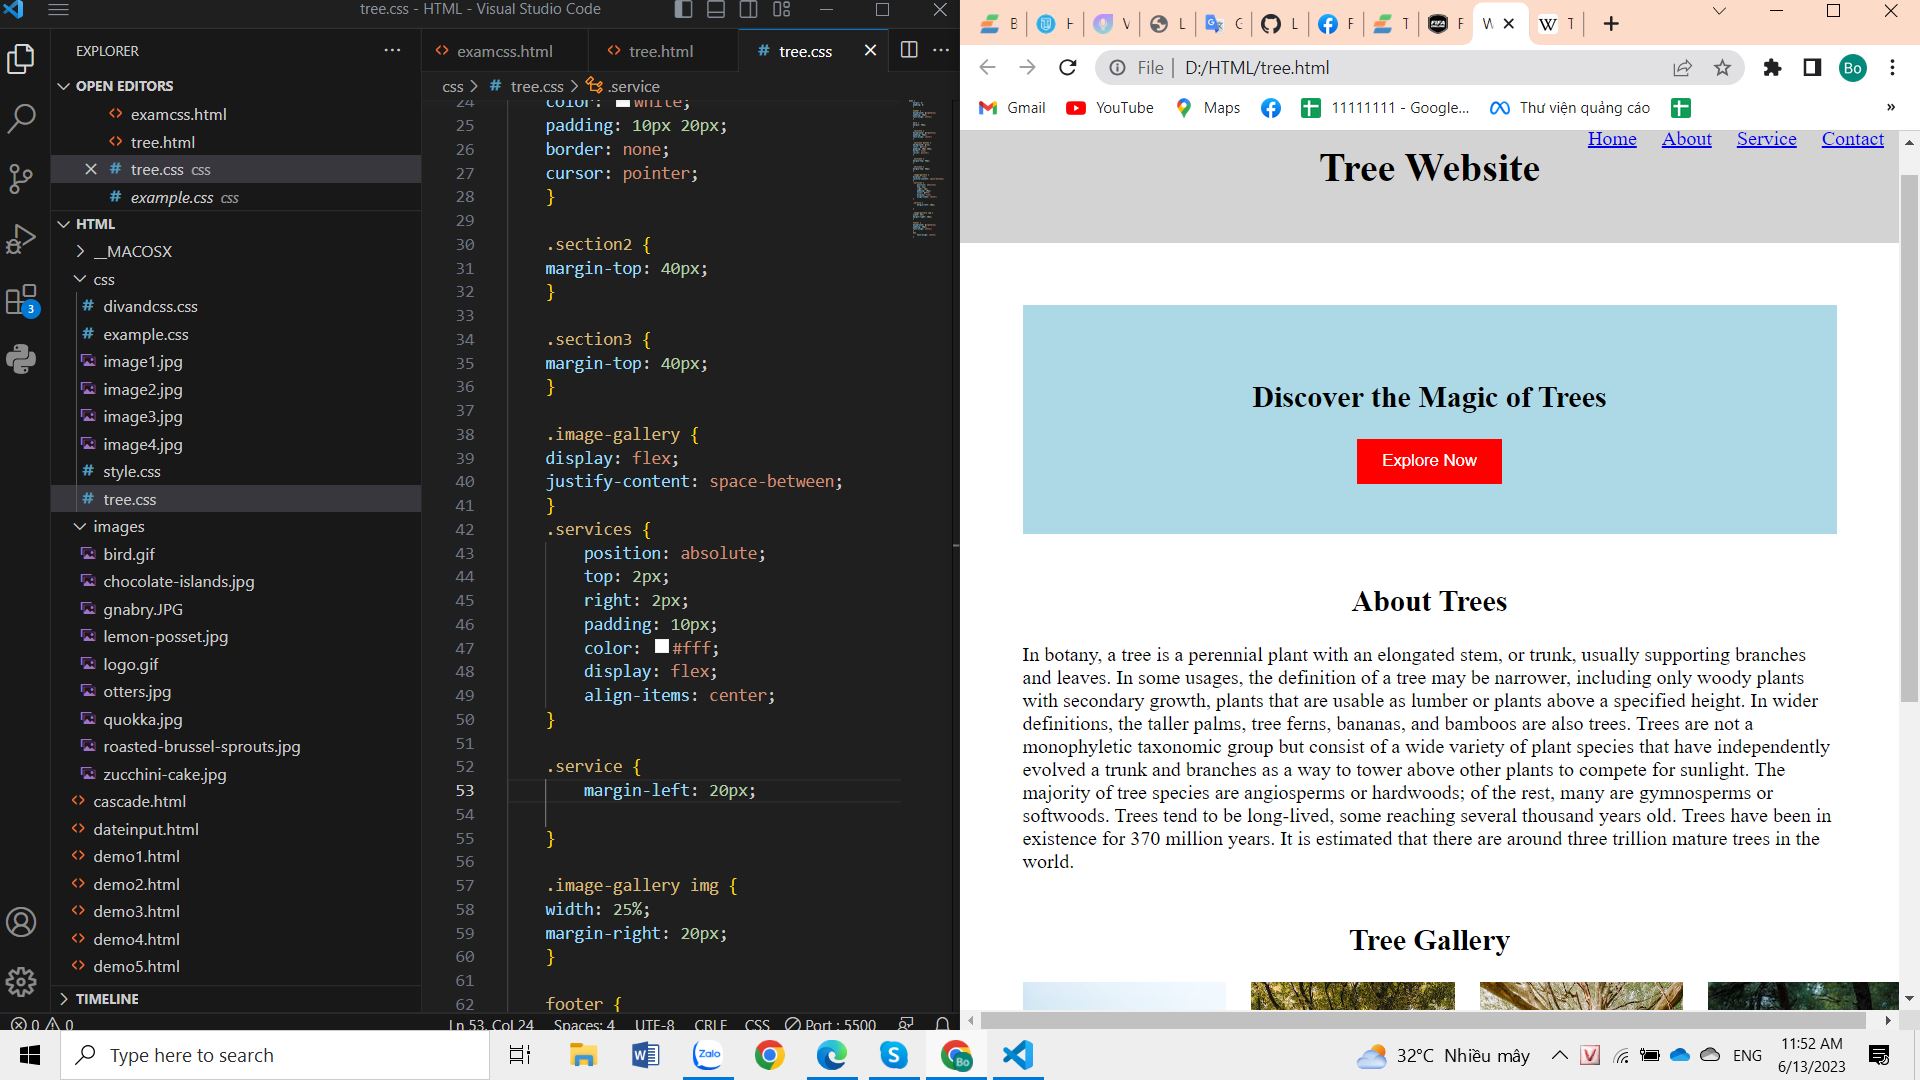 tree.css - HTML - Visual Studio Code
EXPLORER
OPEN EDITORS
examcss.html
tree.html
tree.css css
example.css css
HTML
__MACOSX
css
divandcss.css
example.css
image1.jpg
image2.jpg
image3.jpg
image4.jpg
style.css
tree.css
images
bird.gif
chocolate-islands.jpg
gnabry.JPG
lemon-posset.jpg
logo.gif
otters.jpg
quokka.jpg
roasted-brussel-sprouts.jpg
zucchini-cake.jpg
cascade.html
dateinput.html
demo1.html
demo2.html
demo3.html
demo4.html
demo5.html
TIMELINE
3
examcss.html tree.html # tree.css
css > # tree.css > .service
24 color: white;
25 padding: 10px 20px;
26 border: none;
27 cursor: pointer;
28 }
29
30 .section2 {
31 margin-top: 40px;
32 }
33
34 .section3 {
35 margin-top: 40px;
36 }
37
38 .image-gallery {
39 display: flex;
40 justify-content: space-between;
41 }
42 .services {
43 position: absolute;
44 top: 2px;
45 right: 2px;
46 padding: 10px;
47 color: #fff;
48 display: flex;
49 align-items: center;
50 }
51
52 .service {
53 margin-left: 20px;
54
55 }
56
57 .image-gallery img {
58 width: 25%;
59 margin-right: 20px;
60 }
61
62 footer {
0 0 Ln 53, Col 24 Spaces: 4 UTF-8 CRLF CSS Port : 5500
File | D:/HTML/tree.html
Bo
Gmail YouTube Maps 11111111 - Google... Thư viện quảng cáo »
Home About Service Contact
Tree Website
Discover the Magic of Trees
Explore Now
About Trees
In botany, a tree is a perennial plant with an elongated stem, or trunk, usually supporting branches
and leaves. In some usages, the definition of a tree may be narrower, including only woody plants
with secondary growth, plants that are usable as lumber or plants above a specified height. In wider
definitions, the taller palms, tree ferns, bananas, and bamboos are also trees. Trees are not a
monophyletic taxonomic group but consist of a wide variety of plant species that have independently
evolved a trunk and branches as a way to tower above other plants to compete for sunlight. The
majority of tree species are angiosperms or hardwoods; of the rest, many are gymnosperms or
softwoods. Trees tend to be long-lived, some reaching several thousand years old. Trees have been in
existence for 370 million years. It is estimated that there are around three trillion mature trees in the
world.
Tree Gallery
Type here to search
Zalo
Bo
32°C Nhiều mây
ENG
11:52 AM
6/13/2023